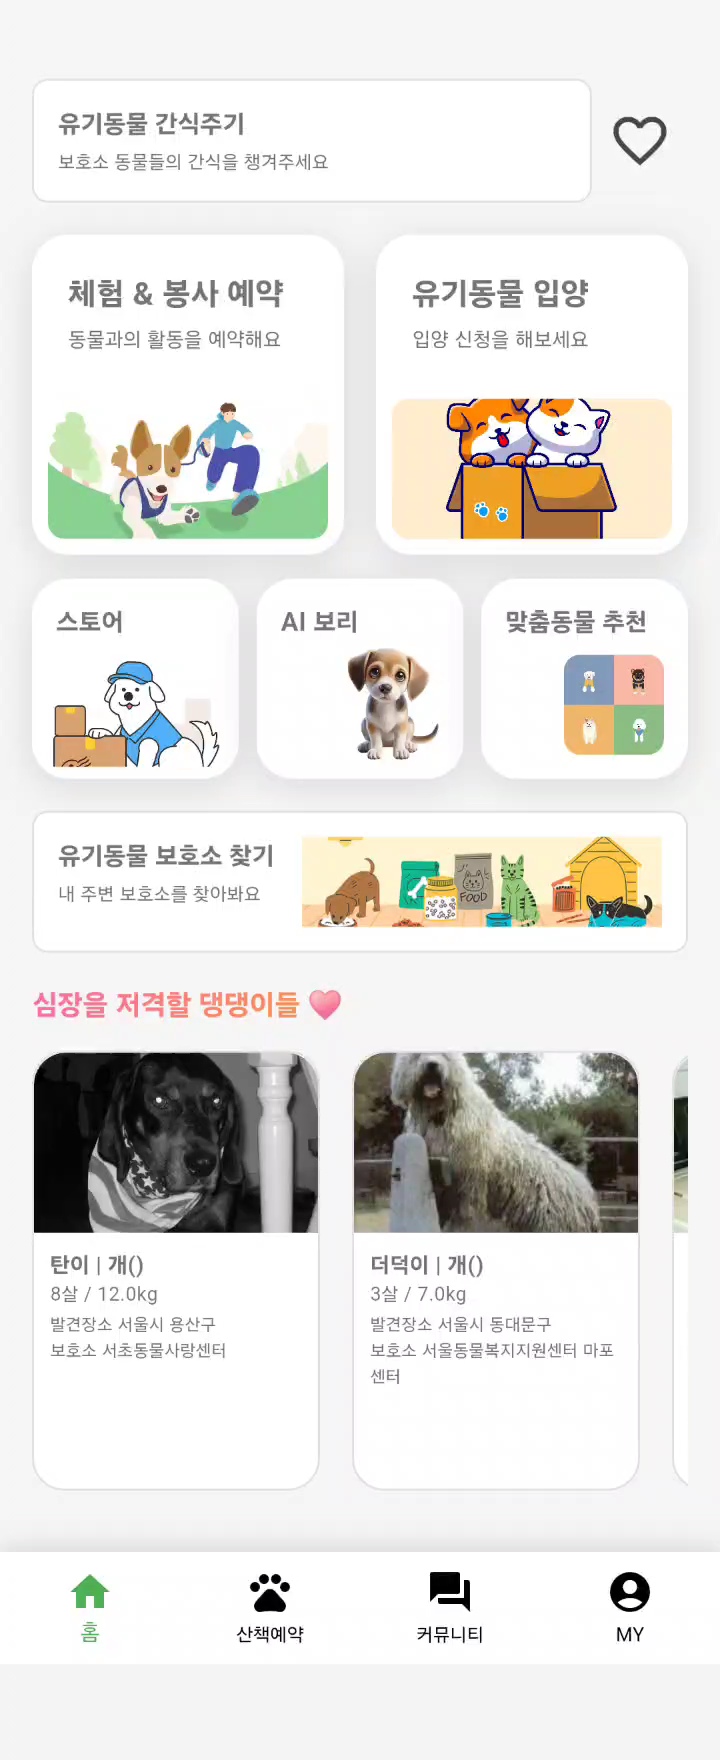 유기동물 간식주기
보호소 동물들의 간식을 챙겨주세요
체험 & 봉사 예약
동물과의 활동을 예약해요
유기동물 입양
입양 신청을 해보세요
스토어
AI 보리
맞춤동물 추천
유기동물 보호소 찾기
내 주변 보호소를 찾아봐요
FOOD
심장을 저격할 댕댕이들 🩷
탄이 | 개()
8살 / 12.0kg
발견장소 서울시 용산구
보호소 서초동물사랑센터
더덕이 | 개()
3살 / 7.0kg
발견장소 서울시 동대문구
보호소 서울동물복지지원센터 마포
센터
홈
산책예약
커뮤니티
MY